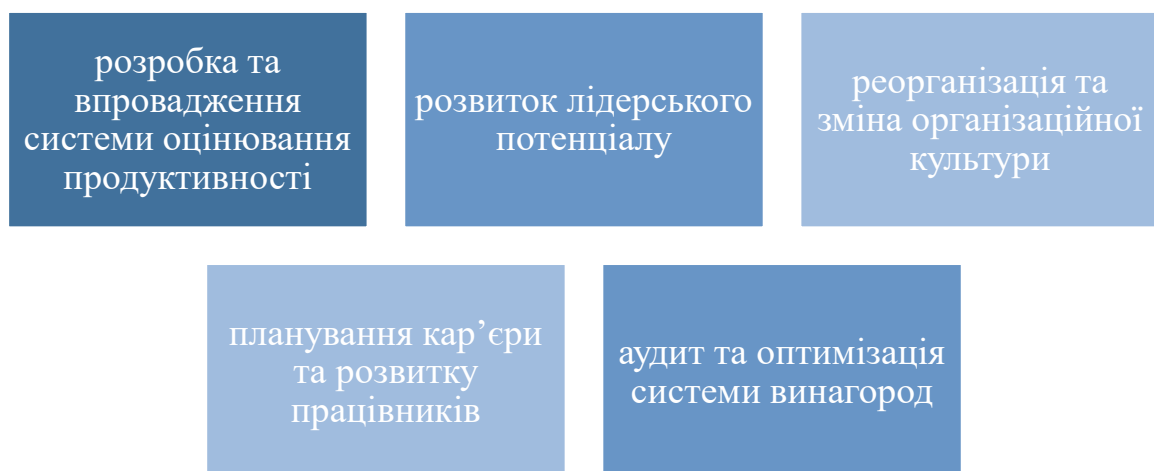 розробка та
впровадження
системи оцінювання
продуктивності
розвиток лідерського
потенціалу
реорганізація та
зміна організаційної
культури
планування кар’єри
та розвитку
працівників
аудит та оптимізація
системи винагород